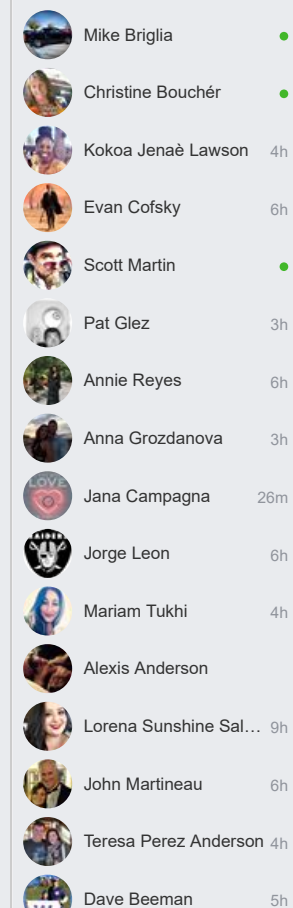 Mike Briglia
Christine Bouchér
Kokoa Jenaè Lawson 4h
Evan Cofsky 6h
Scott Martin
Pat Glez 3h
Annie Reyes 6h
Anna Grozdanova 3h
LOVE
Jana Campagna 26m
RAIDERS
Jorge Leon 6h
Mariam Tukhi 4h
Alexis Anderson
Lorena Sunshine Sal... 9h
John Martineau 6h
Teresa Perez Anderson 4h
Dave Beeman 5h